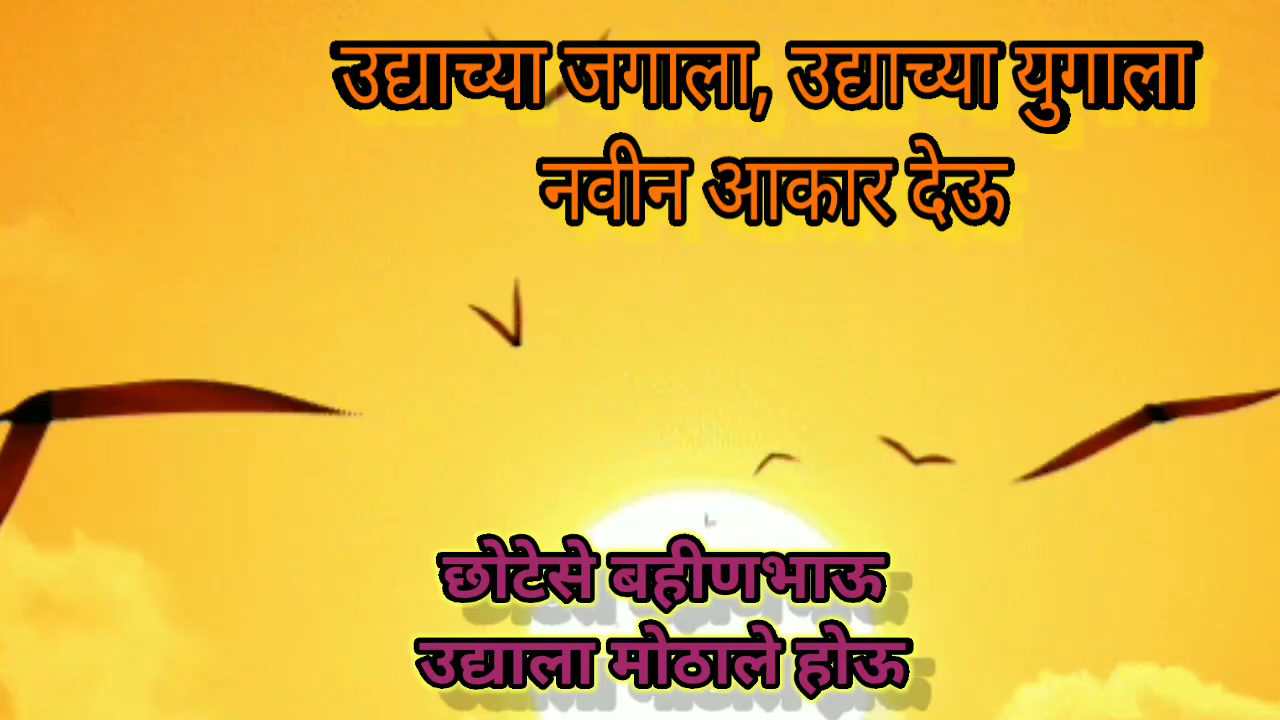 उद्याच्या जगाला, उद्याच्या युगाला
नवीन आकार देऊ
छोटेसे बहीणभाऊ
उद्याला मोठाले होऊ